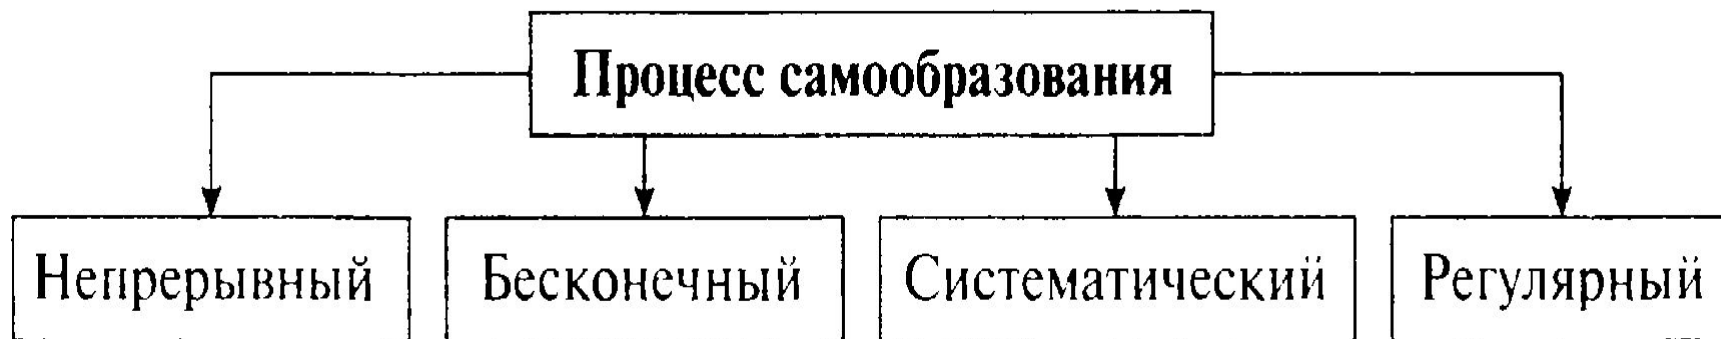 Процесс самообразования
Непрерывный
Бесконечный
Систематический
Регулярный